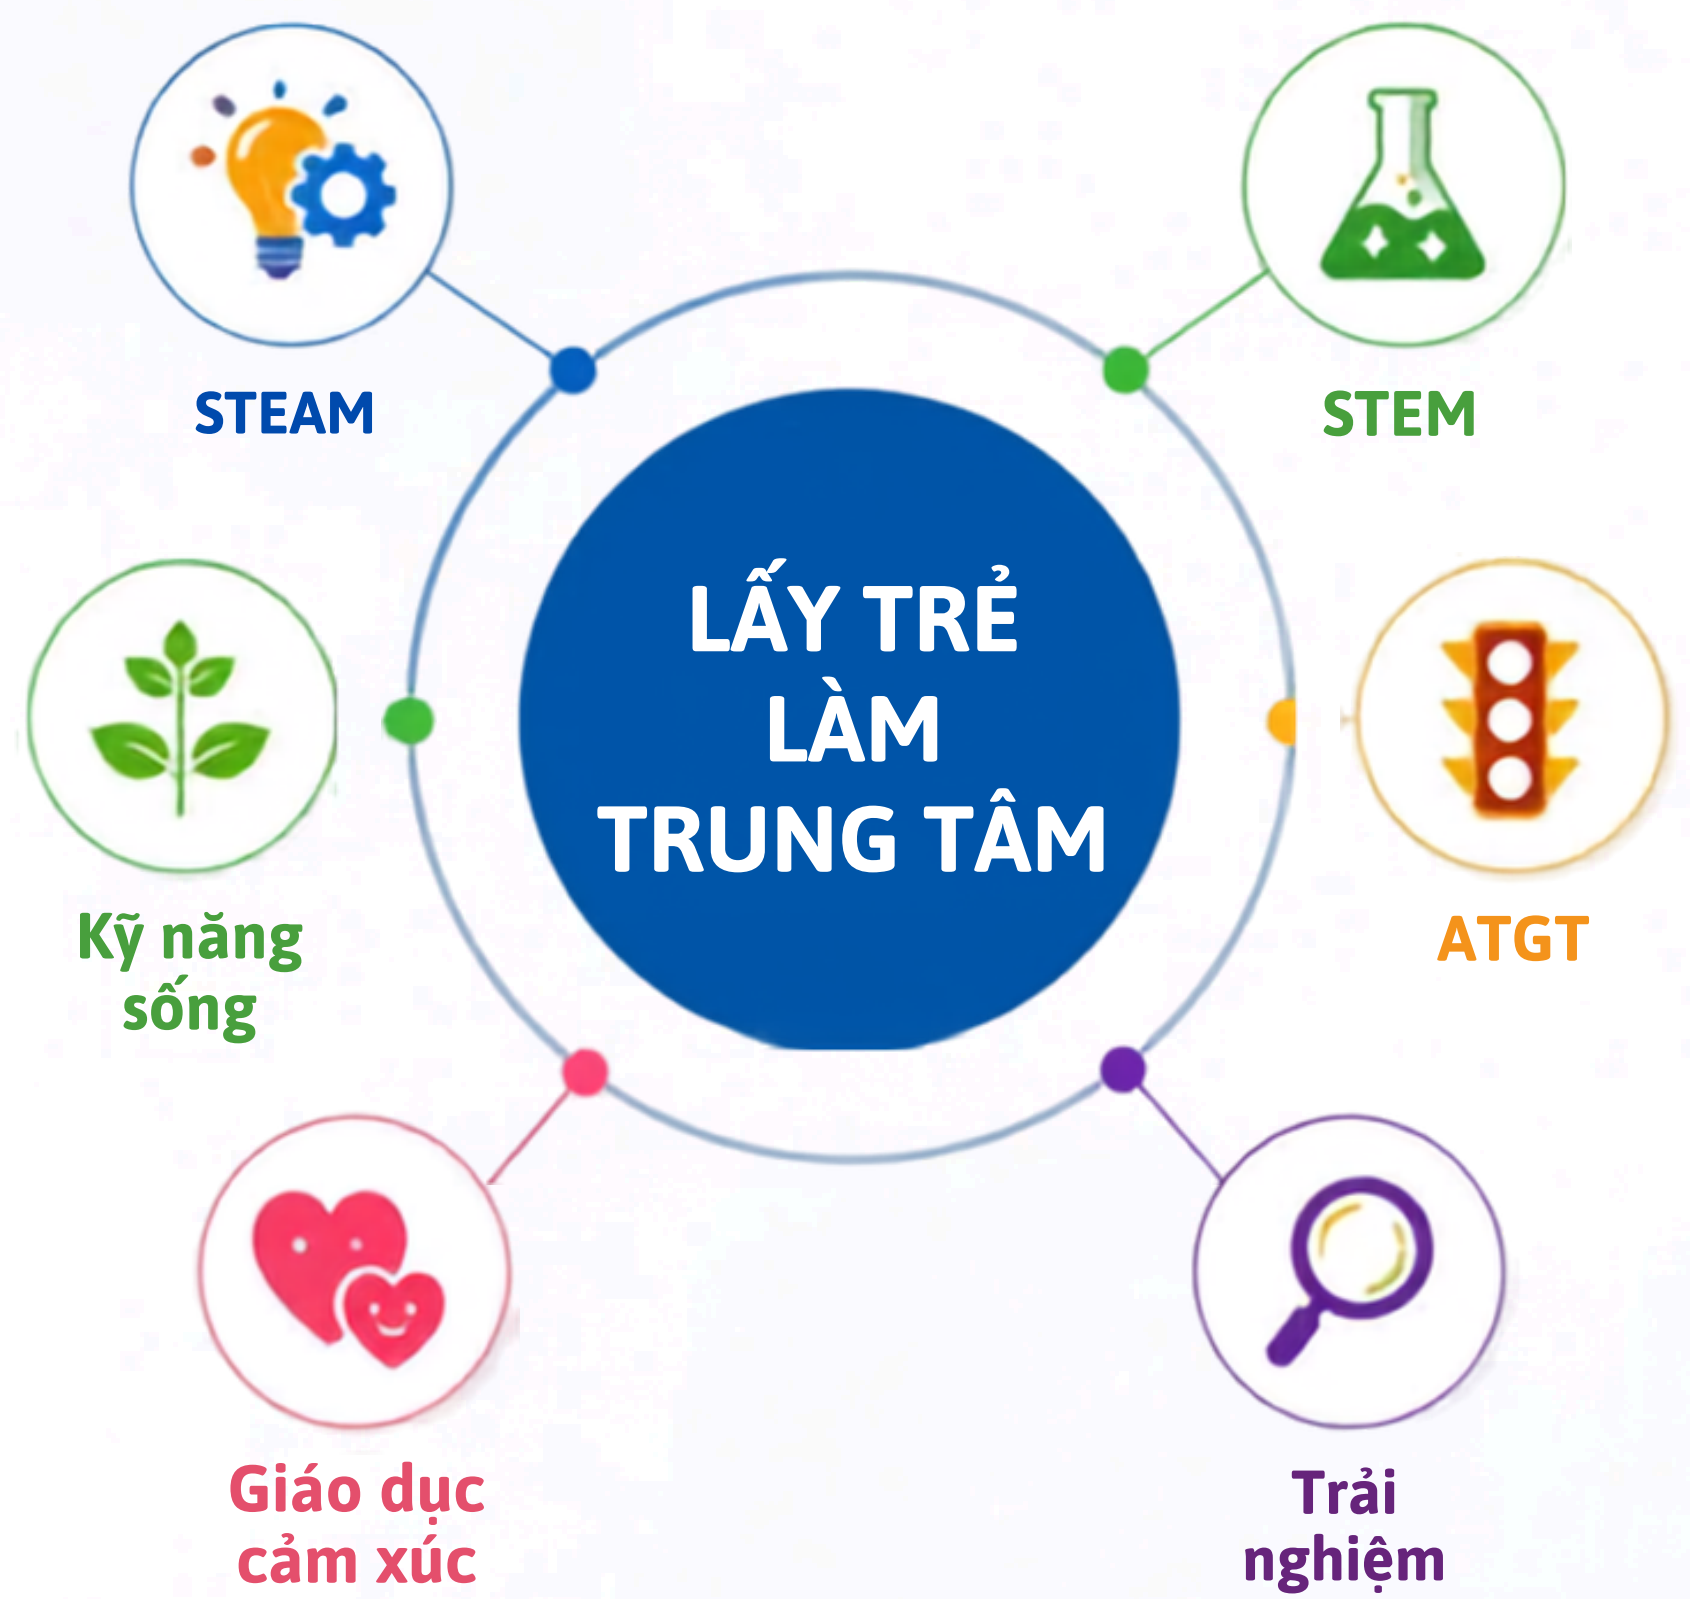 STEAM
STEM
LẤY TRẺ
LÀM
TRUNG TÂM
Kỹ năng
sống
ATGT
Giáo dục
cảm xúc
Trải
nghiệm